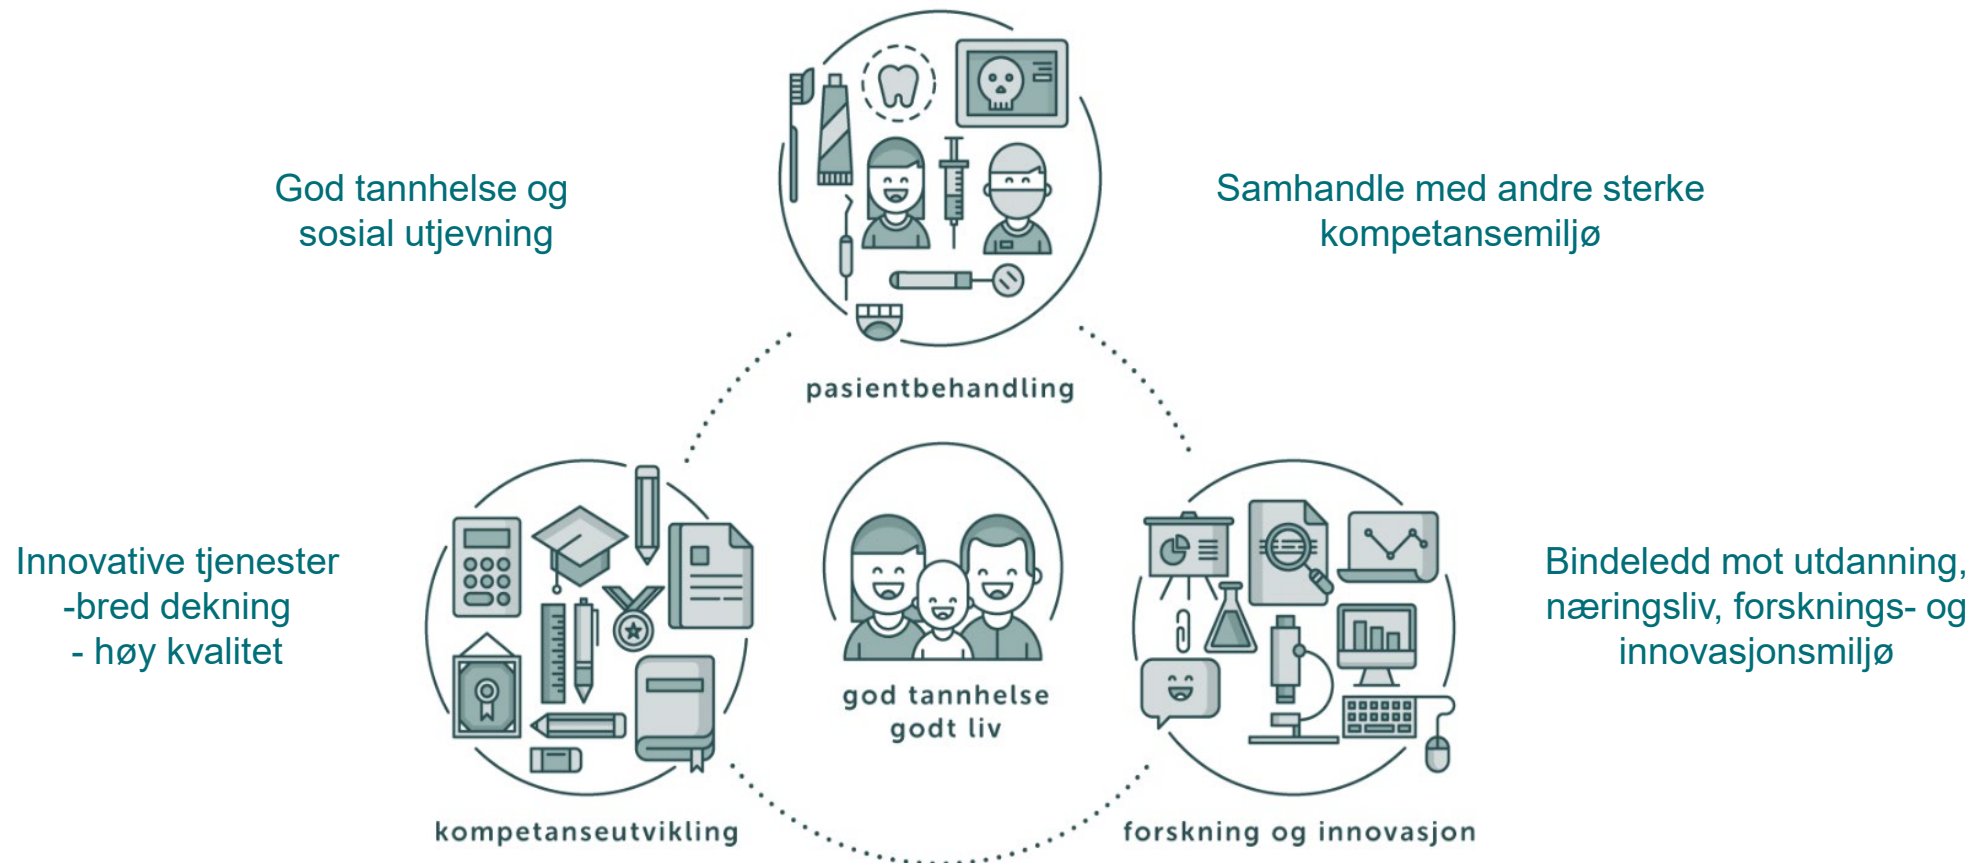 God tannhelse og
sosial utjevning
Samhandle med andre sterke
kompetansemiljø
pasientbehandling
Innovative tjenester
-bred dekning
- høy kvalitet
god tannhelse
godt liv
Bindeledd mot utdanning,
næringsliv, forsknings- og
innovasjonsmiljø
kompetanseutvikling
forskning og innovasjon